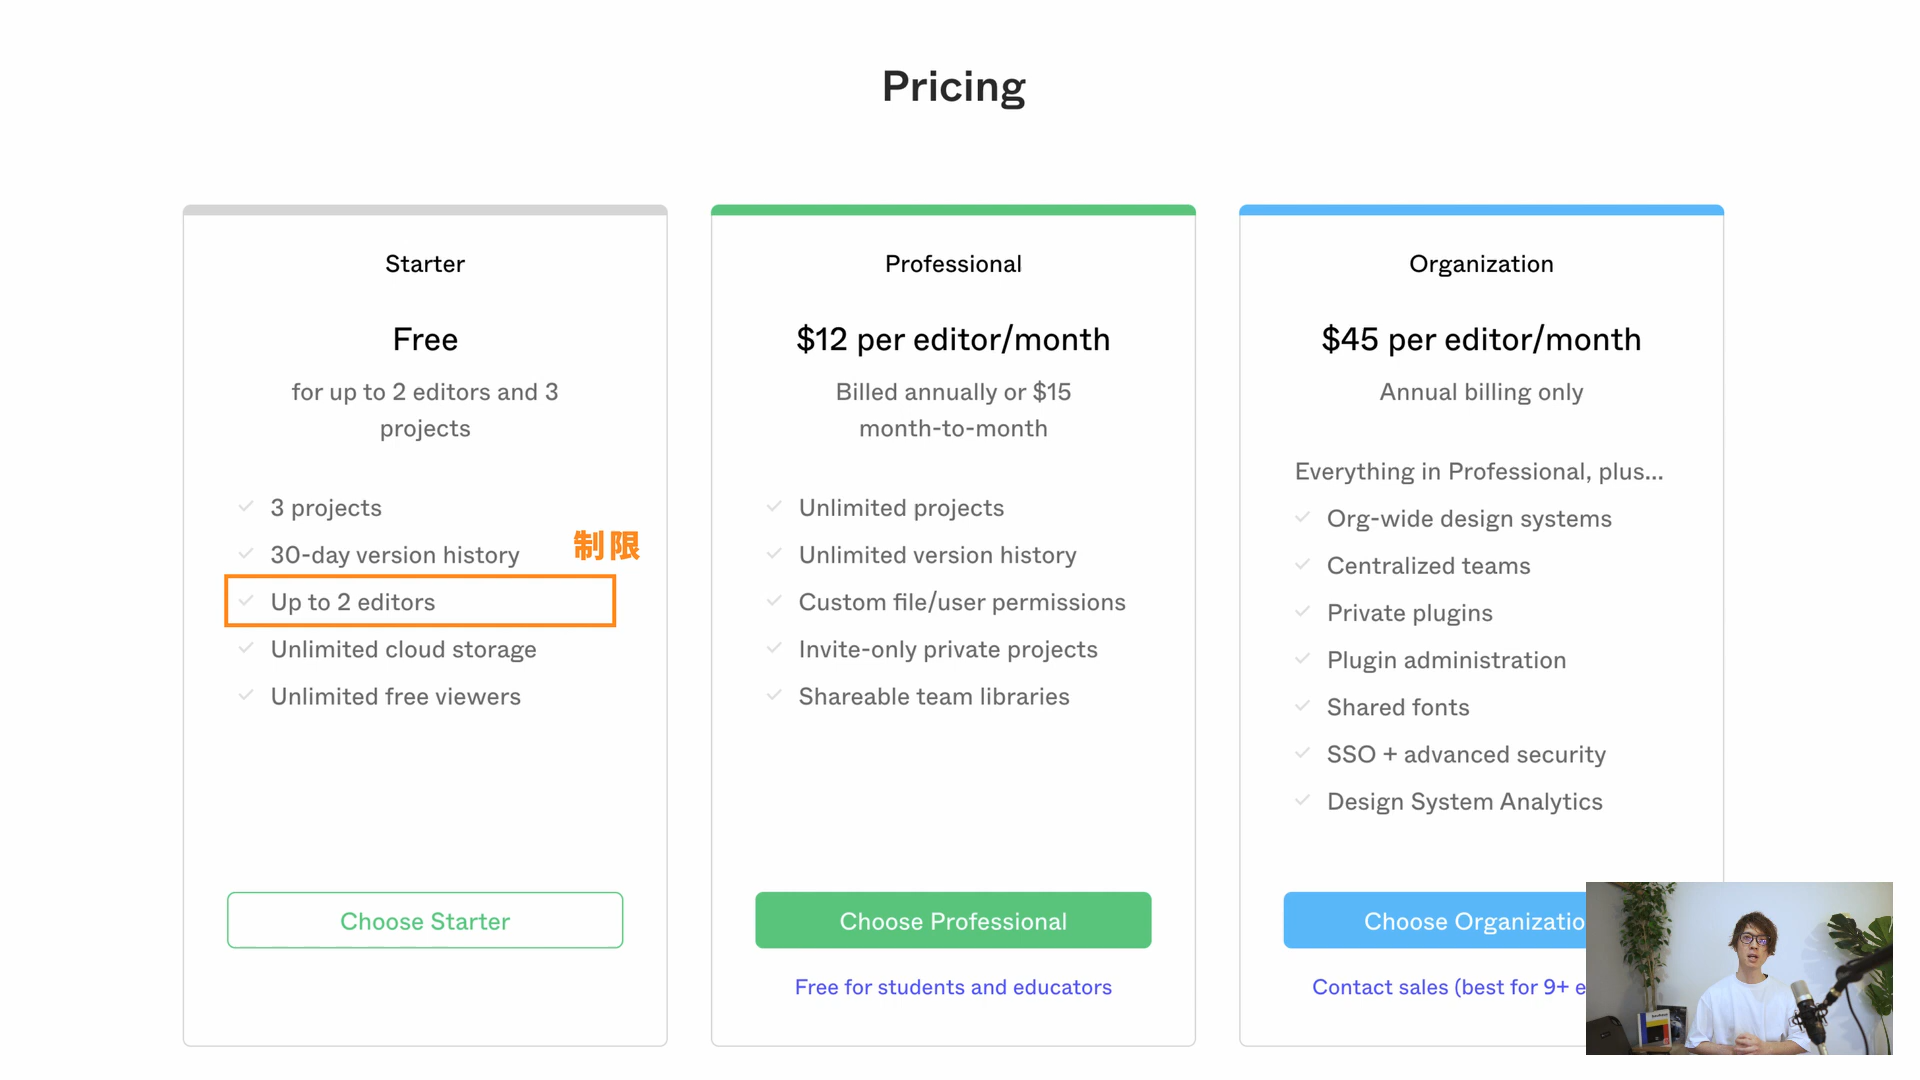 Pricing
Starter
Free
for up to 2 editors and 3
projects
3 projects
30-day version history
制限
Up to 2 editors
Unlimited cloud storage
Unlimited free viewers
Choose Starter
Professional
$12 per editor/month
Billed annually or $15
month-to-month
Unlimited projects
Unlimited version history
Custom file/user permissions
Invite-only private projects
Shareable team libraries
Choose Professional
Free for students and educators
Organization
$45 per editor/month
Annual billing only
Everything in Professional, plus...
Org-wide design systems
Centralized teams
Private plugins
Plugin administration
Shared fonts
SSO + advanced security
Design System Analytics
Choose Organizatio
Contact sales (best for 9+ e